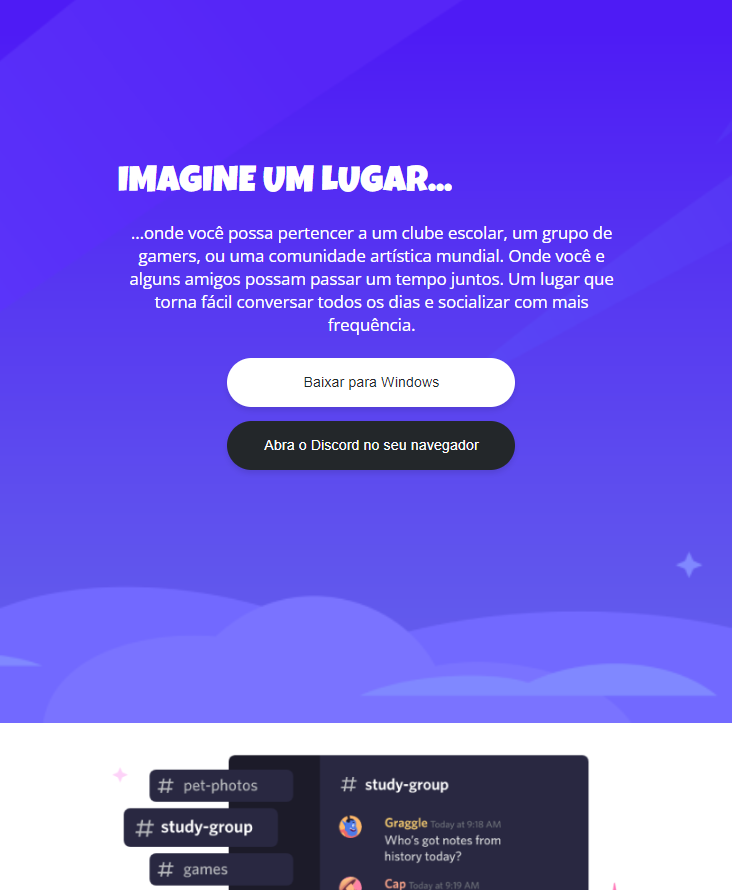 IMAGINE UM LUGAR...
...onde você possa pertencer a um clube escolar, um grupo de
gamers, ou uma comunidade artística mundial. Onde você e
alguns amigos possam passar um tempo juntos. Um lugar que
torna fácil conversar todos os dias e socializar com mais
frequência.
Baixar para Windows
Abra o Discord no seu navegador
# pet-photos
# study-group
# games
# study-group
Graggle Today at 9:18 AM
Who's got notes from
history today?
Cap Today at 9:19 AM